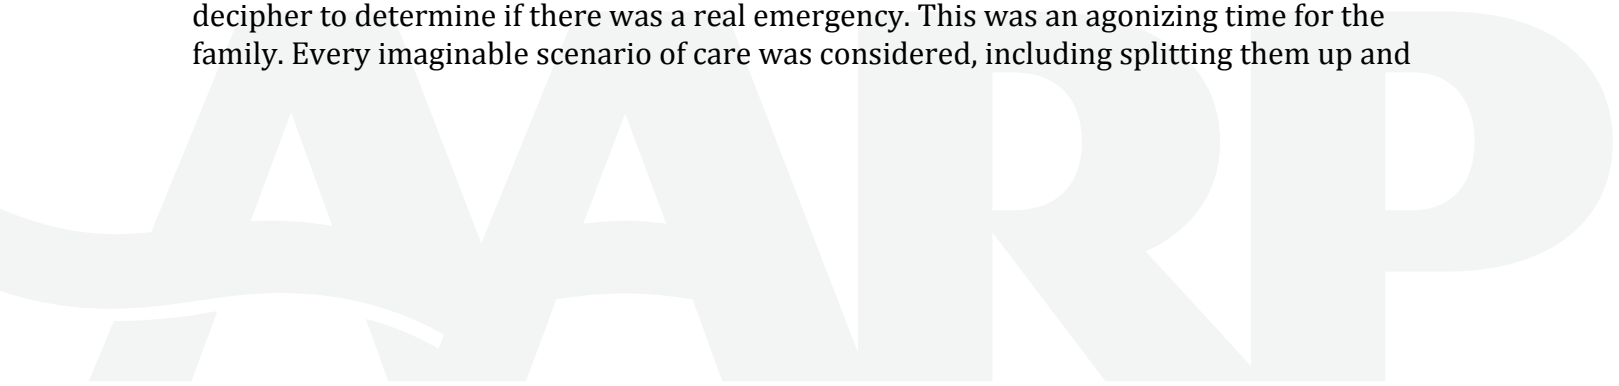 decipher to determine if there was a real emergency. This was an agonizing time for the
family. Every imaginable scenario of care was considered, including splitting them up and
AARP